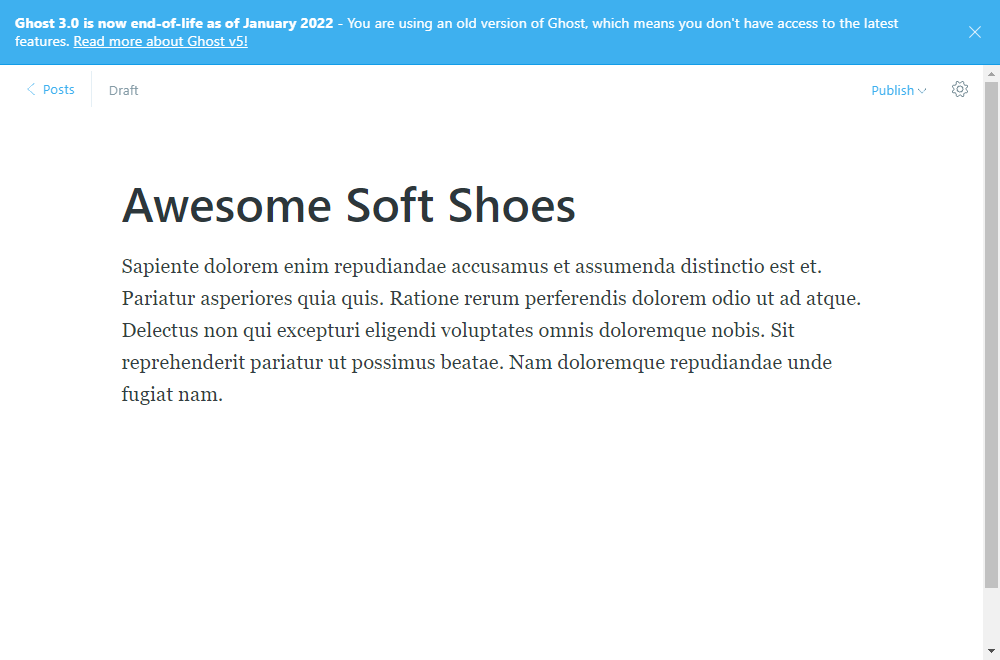 Ghost 3.0 is now end-of-life as of January 2022 - You are using an old version of Ghost, which means you don't have access to the latest
features. Read more about Ghost v5!
Posts
Draft
Publish
Awesome Soft Shoes
Sapiente dolorem enim repudiandae accusamus et assumenda distinctio est et.
Pariatur asperiores quia quis. Ratione rerum perferendis dolorem odio ut ad atque.
Delectus non qui excepturi eligendi voluptates omnis doloremque nobis. Sit
reprehenderit pariatur ut possimus beatae. Nam doloremque repudiandae unde
fugiat nam.